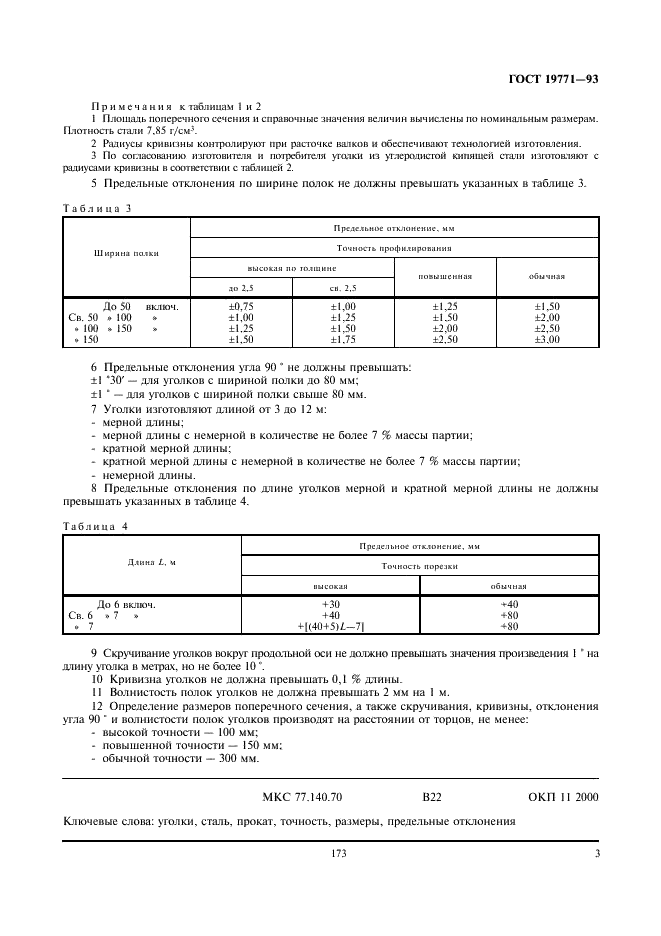 ГОСТ 19771—93
Примечания к таблицам 1 и 2
1 Площадь поперечного сечения и справочные значения величин вычислены по номинальным размерам.
Плотность стали 7,85 г/см³.
2 Радиусы кривизны контролируют при расточке валков и обеспечивают технологией изготовления.
3 По согласованию изготовителя и потребителя уголки из углеродистой кипящей стали изготовляют с
радиусами кривизны в соответствии с таблицей 2.
5 Предельные отклонения по ширине полок не должны превышать указанных в таблице 3.
Таблица 3
Ширина полки
Предельное отклонение, мм
Точность профилирования
высокая по толщине
повышенная
обычная
до 2,5
св. 2,5
До 50 включ. ±0,75 ±1,00 ±1,25 ±1,50
Св. 50 » 100 » ±1,00 ±1,25 ±1,50 ±2,00
» 100 » 150 » ±1,25 ±1,50 ±2,00 ±2,50
» 150 ±1,50 ±1,75 ±2,50 ±3,00
6 Предельные отклонения угла 90 ° не должны превышать:
±1 °30′ — для уголков с шириной полки до 80 мм;
±1 ° — для уголков с шириной полки свыше 80 мм.
7 Уголки изготовляют длиной от 3 до 12 м:
- мерной длины;
- мерной длины с немерной в количестве не более 7 % массы партии;
- кратной мерной длины;
- кратной мерной длины с немерной в количестве не более 7 % массы партии;
- немерной длины.
8 Предельные отклонения по длине уголков мерной и кратной мерной длины не должны
превышать указанных в таблице 4.
Таблица 4
Длина L, м
Предельное отклонение, мм
Точность порезки
высокая
обычная
До 6 включ. +30 +40
Св. 6 » 7 » +40 +80
» 7 +[(40+5)L—7] +80
9 Скручивание уголков вокруг продольной оси не должно превышать значения произведения 1 ° на
длину уголка в метрах, но не более 10 °.
10 Кривизна уголков не должна превышать 0,1 % длины.
11 Волнистость полок уголков не должна превышать 2 мм на 1 м.
12 Определение размеров поперечного сечения, а также скручивания, кривизны, отклонения
угла 90 ° и волнистости полок уголков производят на расстоянии от торцов, не менее:
- высокой точности — 100 мм;
- повышенной точности — 150 мм;
- обычной точности — 300 мм.
МКС 77.140.70 В22 ОКП 11 2000
Ключевые слова: уголки, сталь, прокат, точность, размеры, предельные отклонения
173 3